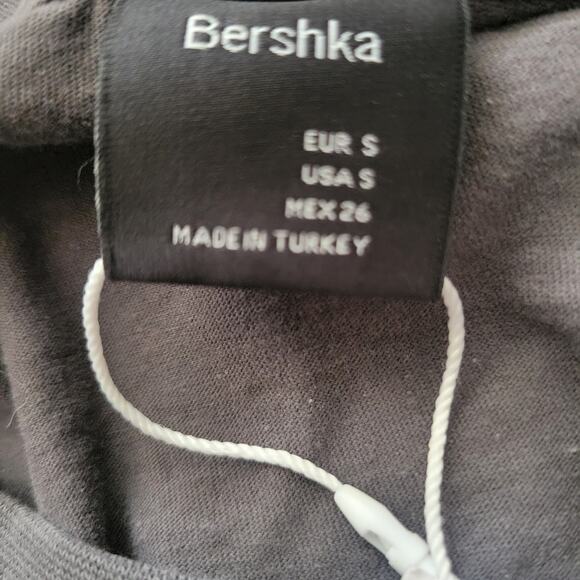 Bershka
EUR S
USA S
MEX 26
MADE IN TURKEY